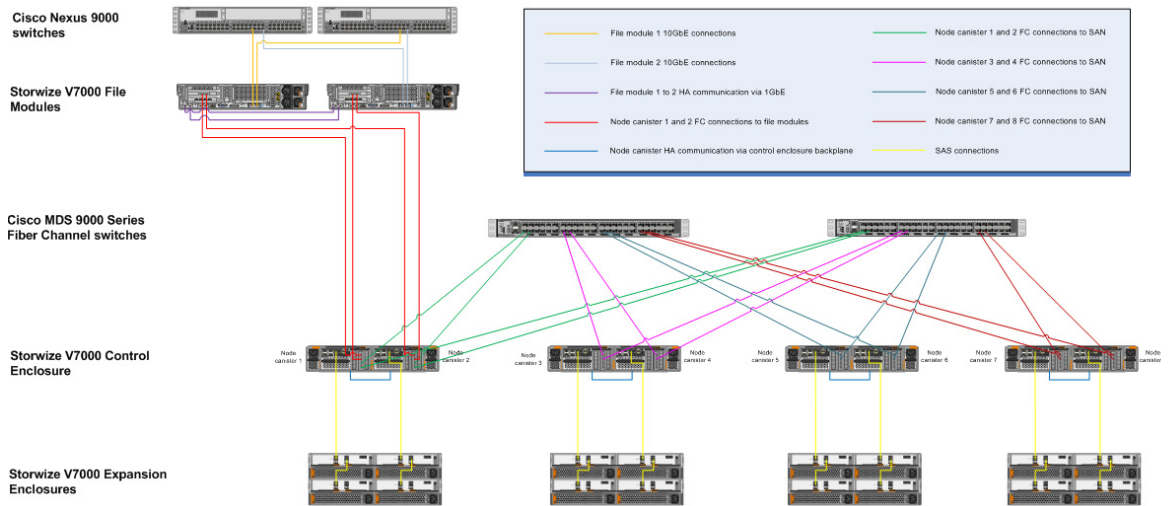 Cisco Nexus 9000
switches
Storwize V7000 File
Modules
File module 1 10GbE connections
File module 2 10GbE connections
File module 1 to 2 HA communication via 1GbE
Node canister 1 and 2 FC connections to file modules
Node canister HA communication via control enclosure backplane
Node canister 1 and 2 FC connections to SAN
Node canister 3 and 4 FC connections to SAN
Node canister 5 and 6 FC connections to SAN
Node canister 7 and 8 FC connections to SAN
SAS connections
Cisco MDS 9000 Series
Fiber Channel switches
Storwize V7000 Control
Enclosure
Node
canister 1
Node
canister 2
Node
canister 3
Node
canister 4
Node
canister 5
Node
canister 6
Node
canister 7
Node
canister
Storwize V7000 Expansion
Enclosures